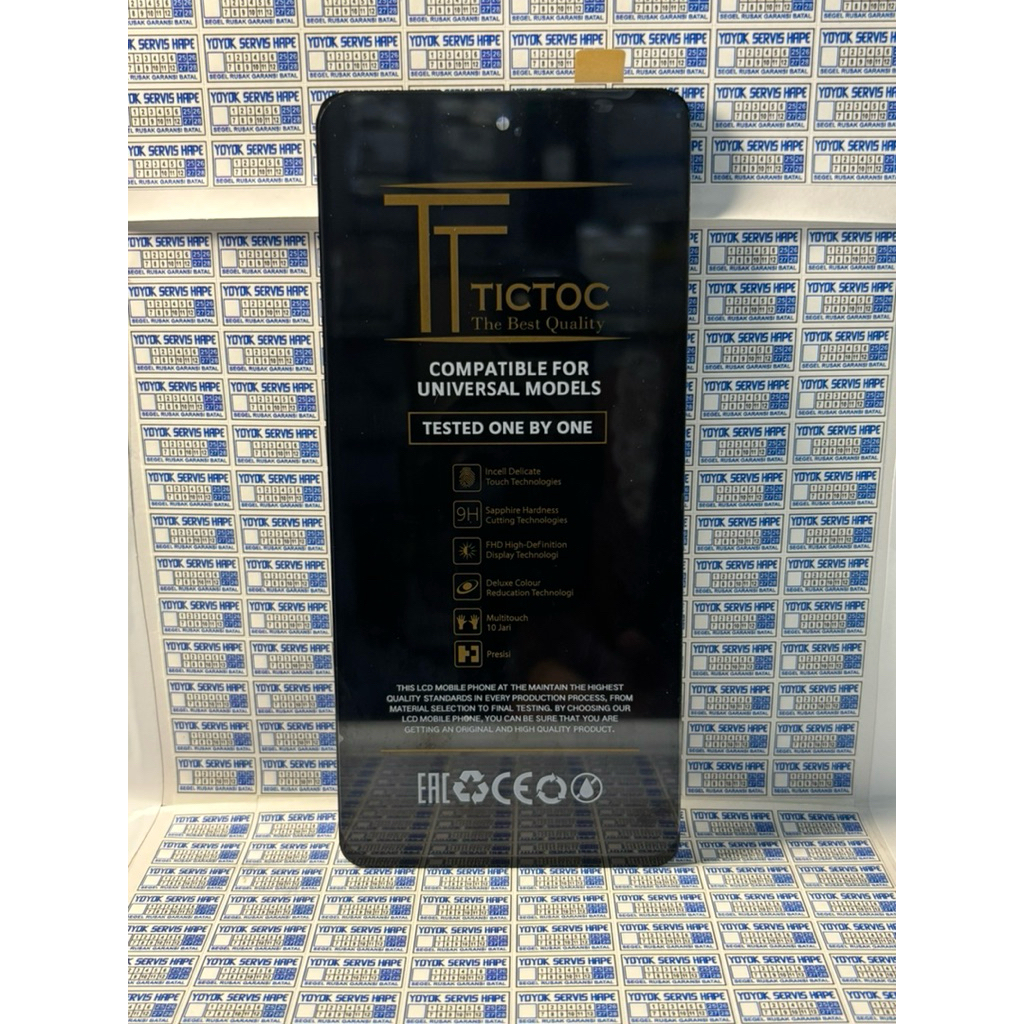 YOYOK SERVIS HAPE
SEGEL RUSAK GARANSI BATAL
TT
TICTOC
The Best Quality
COMPATIBLE FOR
UNIVERSAL MODELS
TESTED ONE BY ONE
Incell Delicate
Touch Technologies
9H
Sapphire Hardness
Cutting Technologies
FHD High-Definition
Display Technologi
Deluxe Colour
Reducation Technologi
Multitouch
10 Jari
Presisi
THIS LCD MOBILE PHONE AT THE MAINTAIN THE HIGHEST
QUALITY STANDARDS IN EVERY PRODUCTION PROCESS, FROM
MATERIAL SELECTION TO FINAL TESTING. BY CHOOSING OUR
LCD MOBILE PHONE, YOU CAN BE SURE THAT YOU ARE
GETTING AN ORIGINAL AND HIGH QUALITY PRODUCT.
EAC CE